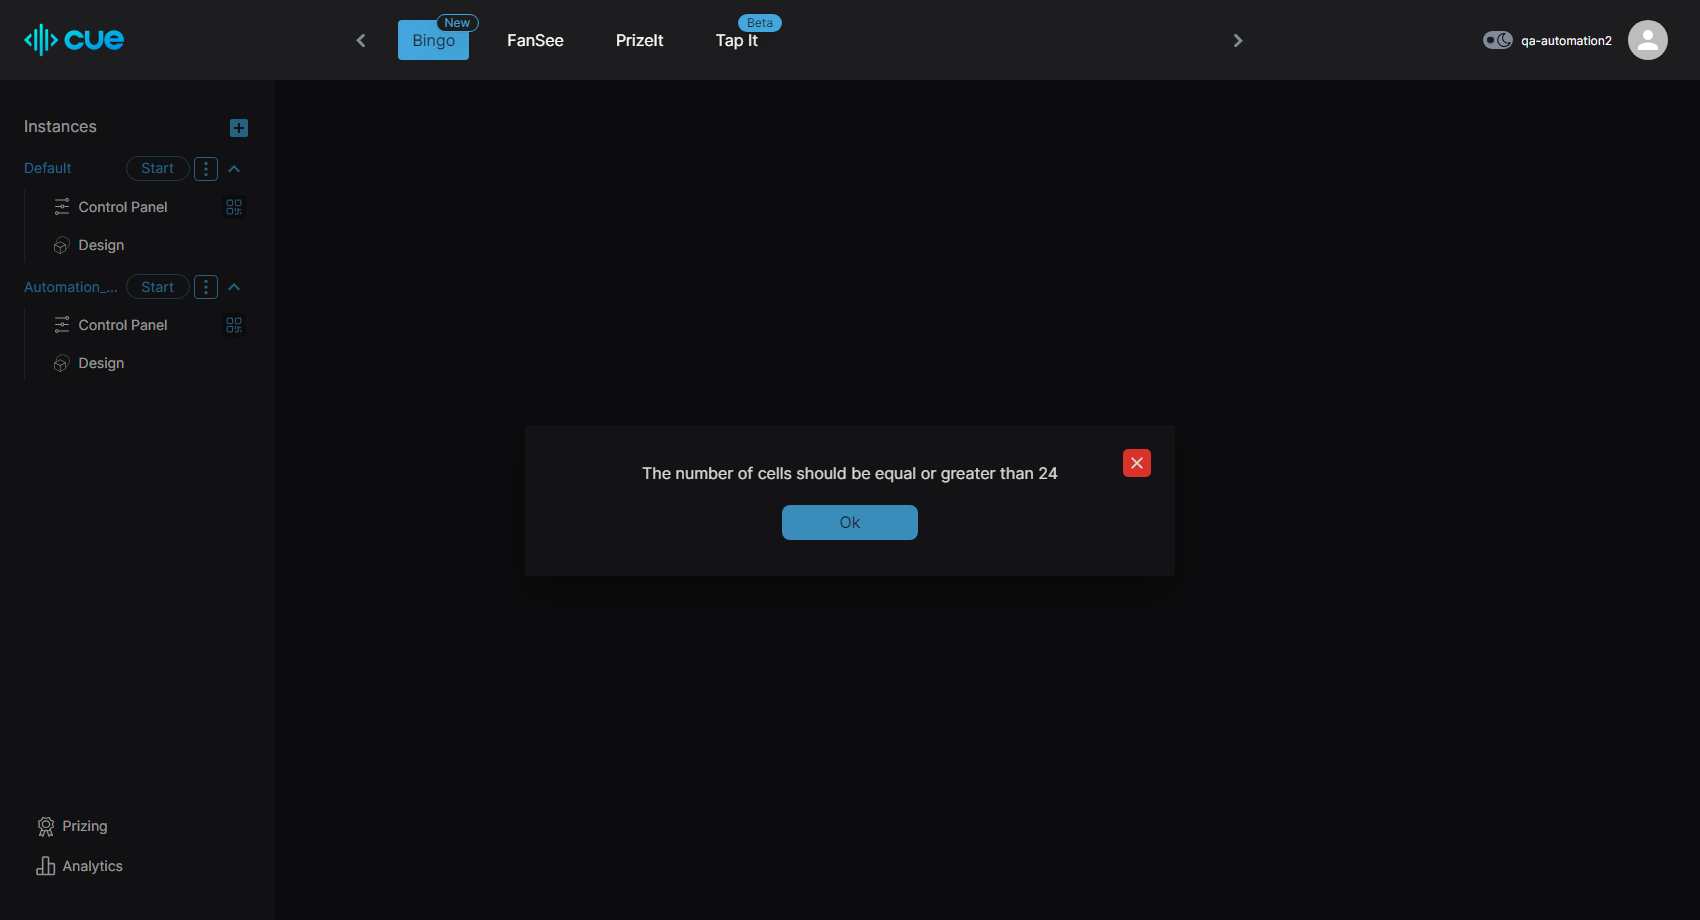 cue
Bingo
New
FanSee
PrizeIt
Tap It
Beta
qa-automation2
Instances
Default
Start
Control Panel
Design
Automation_...
Start
Control Panel
Design
The number of cells should be equal or greater than 24
Ok
Prizing
Analytics